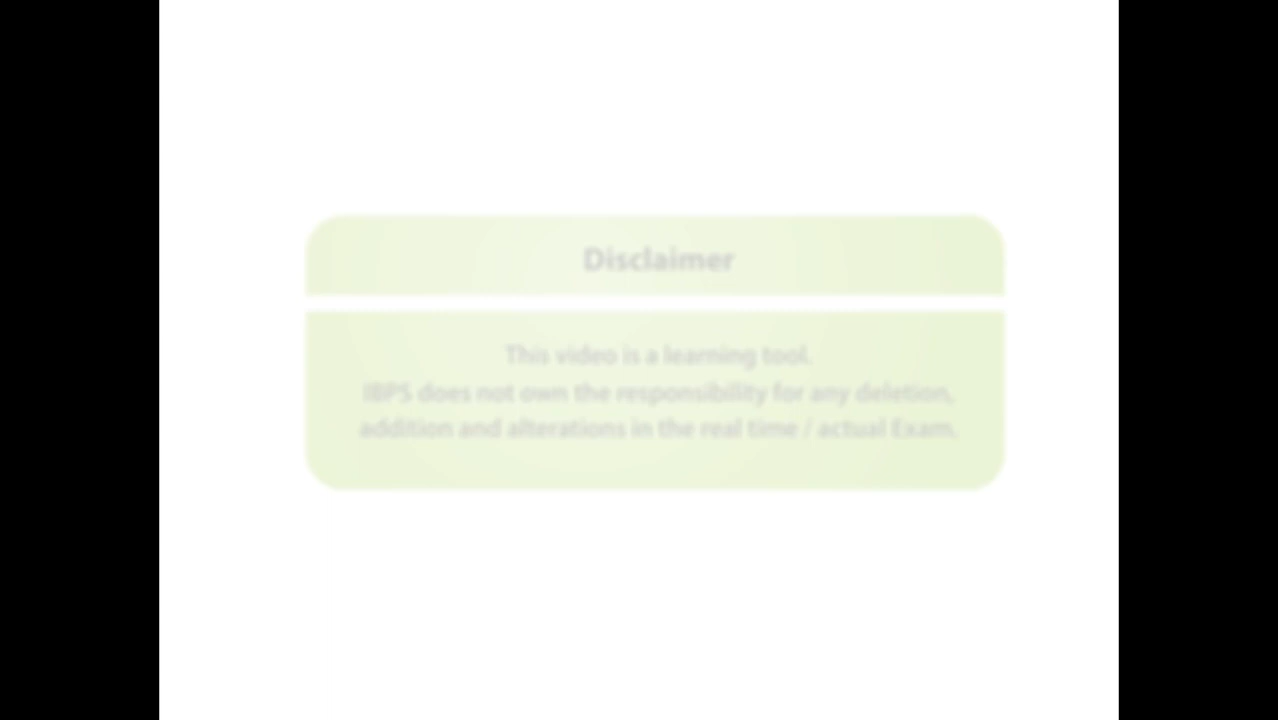 Disclaimer
This video is a learning tool.
IBPS does not own the responsibility for any deletion,
addition and alterations in the real time / actual Exam.